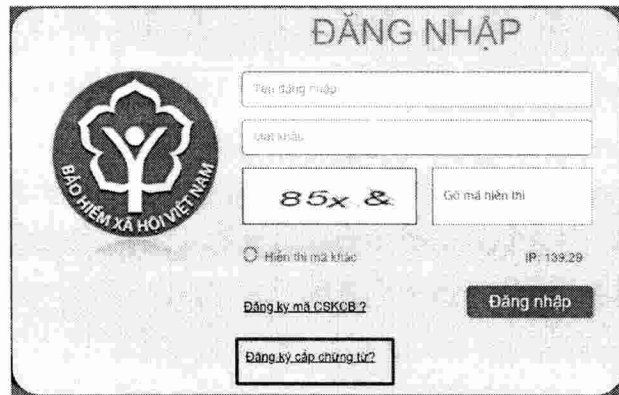 ĐĂNG NHẬP
Tên đăng nhập
Mật khẩu
BẢO HIỂM XÃ HỘI VIỆT NAM
85x &
Gõ mã hiển thị
Hiển thị mã khác
IP: 139.29
Đăng ký mã CSKCB ?
Đăng nhập
Đăng ký cấp chứng từ?